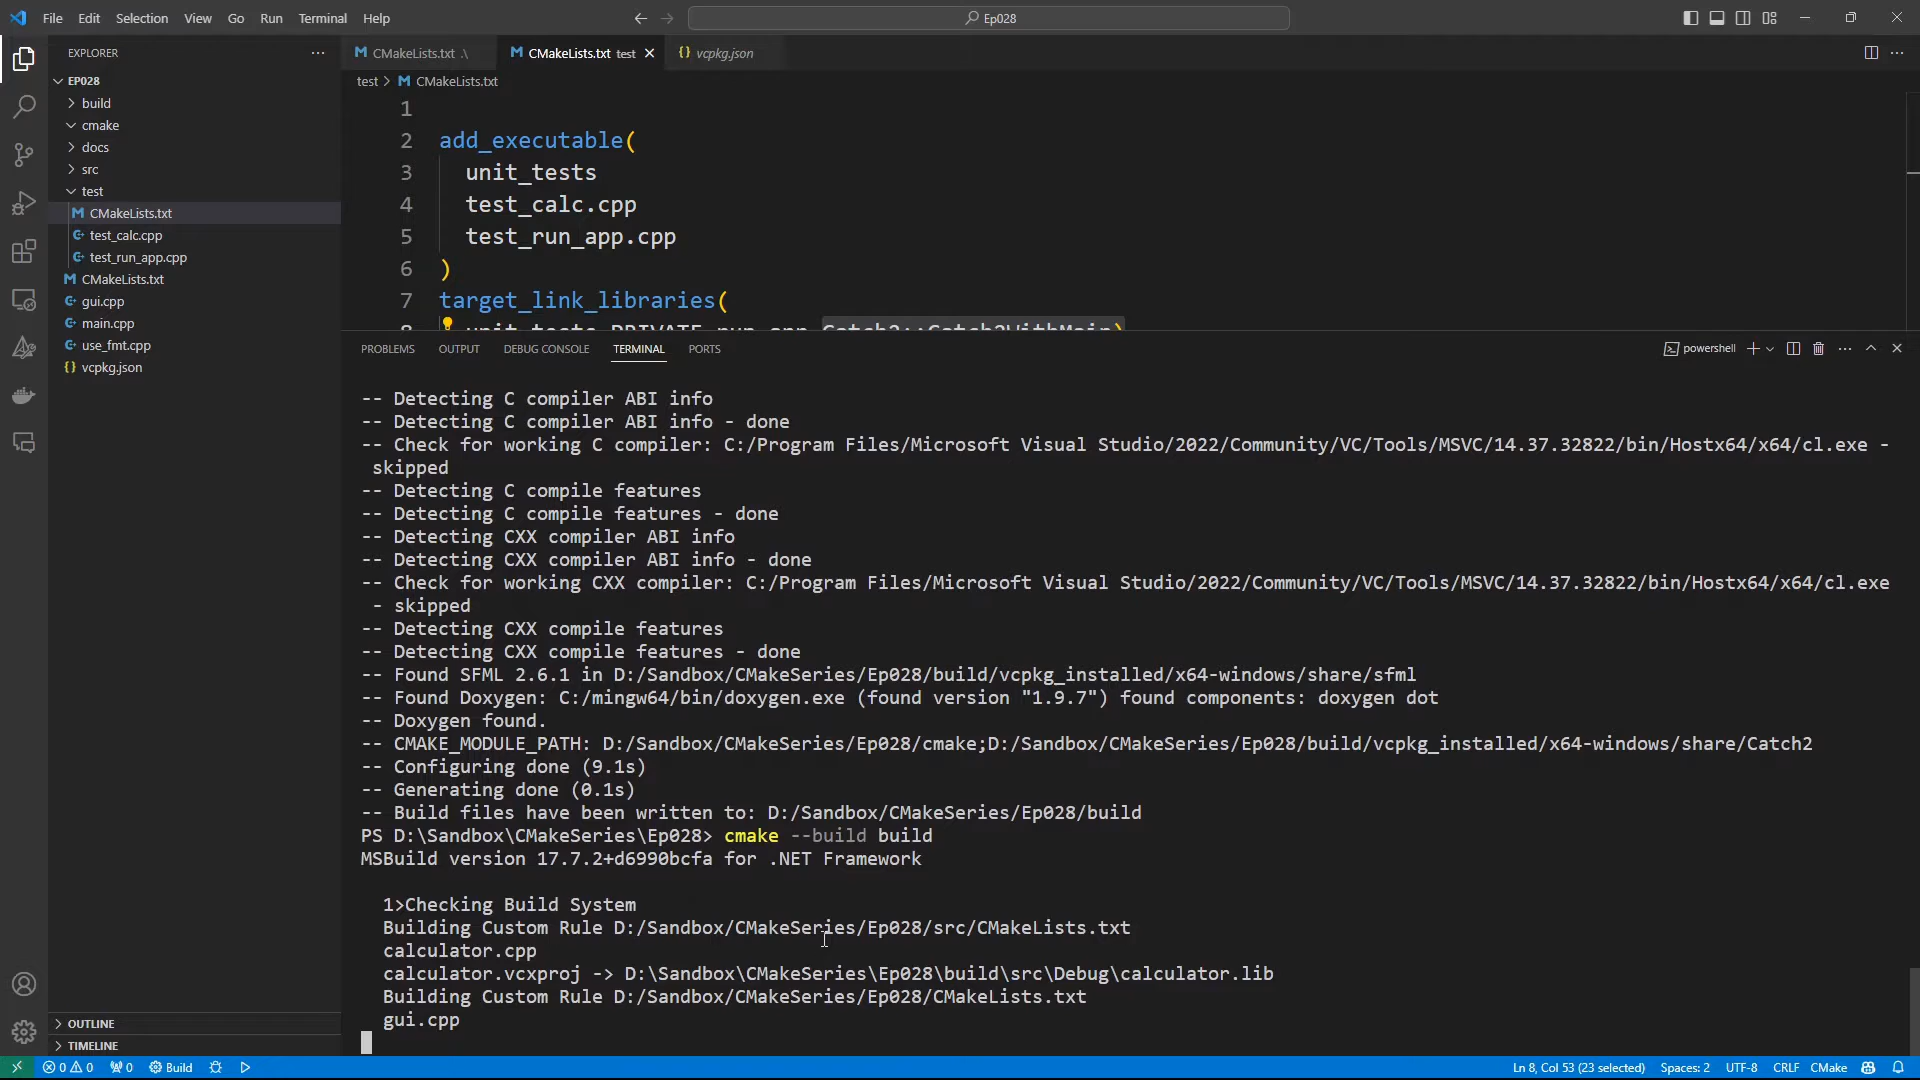 File Edit Selection View Go Run Terminal Help
Ep028
EXPLORER
EP028
build
cmake
docs
src
test
CMakeLists.txt
test_calc.cpp
test_run_app.cpp
CMakeLists.txt
gui.cpp
main.cpp
use_fmt.cpp
vcpkg.json
OUTLINE
TIMELINE
CMakeLists.txt .\
CMakeLists.txt test
vcpkg.json
test > CMakeLists.txt
1
2 add_executable(
3 unit_tests
4 test_calc.cpp
5 test_run_app.cpp
6 )
7 target_link_libraries(
8 unit_tests PRIVATE run_app Catch2::Catch2WithMain)
PROBLEMS OUTPUT DEBUG CONSOLE TERMINAL PORTS
powershell
-- Detecting C compiler ABI info
-- Detecting C compiler ABI info - done
-- Check for working C compiler: C:/Program Files/Microsoft Visual Studio/2022/Community/VC/Tools/MSVC/14.37.32822/bin/Hostx64/x64/cl.exe -
skipped
-- Detecting C compile features
-- Detecting C compile features - done
-- Detecting CXX compiler ABI info
-- Detecting CXX compiler ABI info - done
-- Check for working CXX compiler: C:/Program Files/Microsoft Visual Studio/2022/Community/VC/Tools/MSVC/14.37.32822/bin/Hostx64/x64/cl.exe
- skipped
-- Detecting CXX compile features
-- Detecting CXX compile features - done
-- Found SFML 2.6.1 in D:/Sandbox/CMakeSeries/Ep028/build/vcpkg_installed/x64-windows/share/sfml
-- Found Doxygen: C:/mingw64/bin/doxygen.exe (found version "1.9.7") found components: doxygen dot
-- Doxygen found.
-- CMAKE_MODULE_PATH: D:/Sandbox/CMakeSeries/Ep028/cmake;D:/Sandbox/CMakeSeries/Ep028/build/vcpkg_installed/x64-windows/share/Catch2
-- Configuring done (9.1s)
-- Generating done (0.1s)
-- Build files have been written to: D:/Sandbox/CMakeSeries/Ep028/build
PS D:\Sandbox\CMakeSeries\Ep028> cmake --build build
MSBuild version 17.7.2+d6990bcfa for .NET Framework
1>Checking Build System
Building Custom Rule D:/Sandbox/CMakeSeries/Ep028/src/CMakeLists.txt
calculator.cpp
calculator.vcxproj -> D:\Sandbox\CMakeSeries\Ep028\build\src\Debug\calculator.lib
Building Custom Rule D:/Sandbox/CMakeSeries/Ep028/CMakeLists.txt
gui.cpp
0 0 0 Build
Ln 8, Col 53 (23 selected) Spaces: 2 UTF-8 CRLF CMake